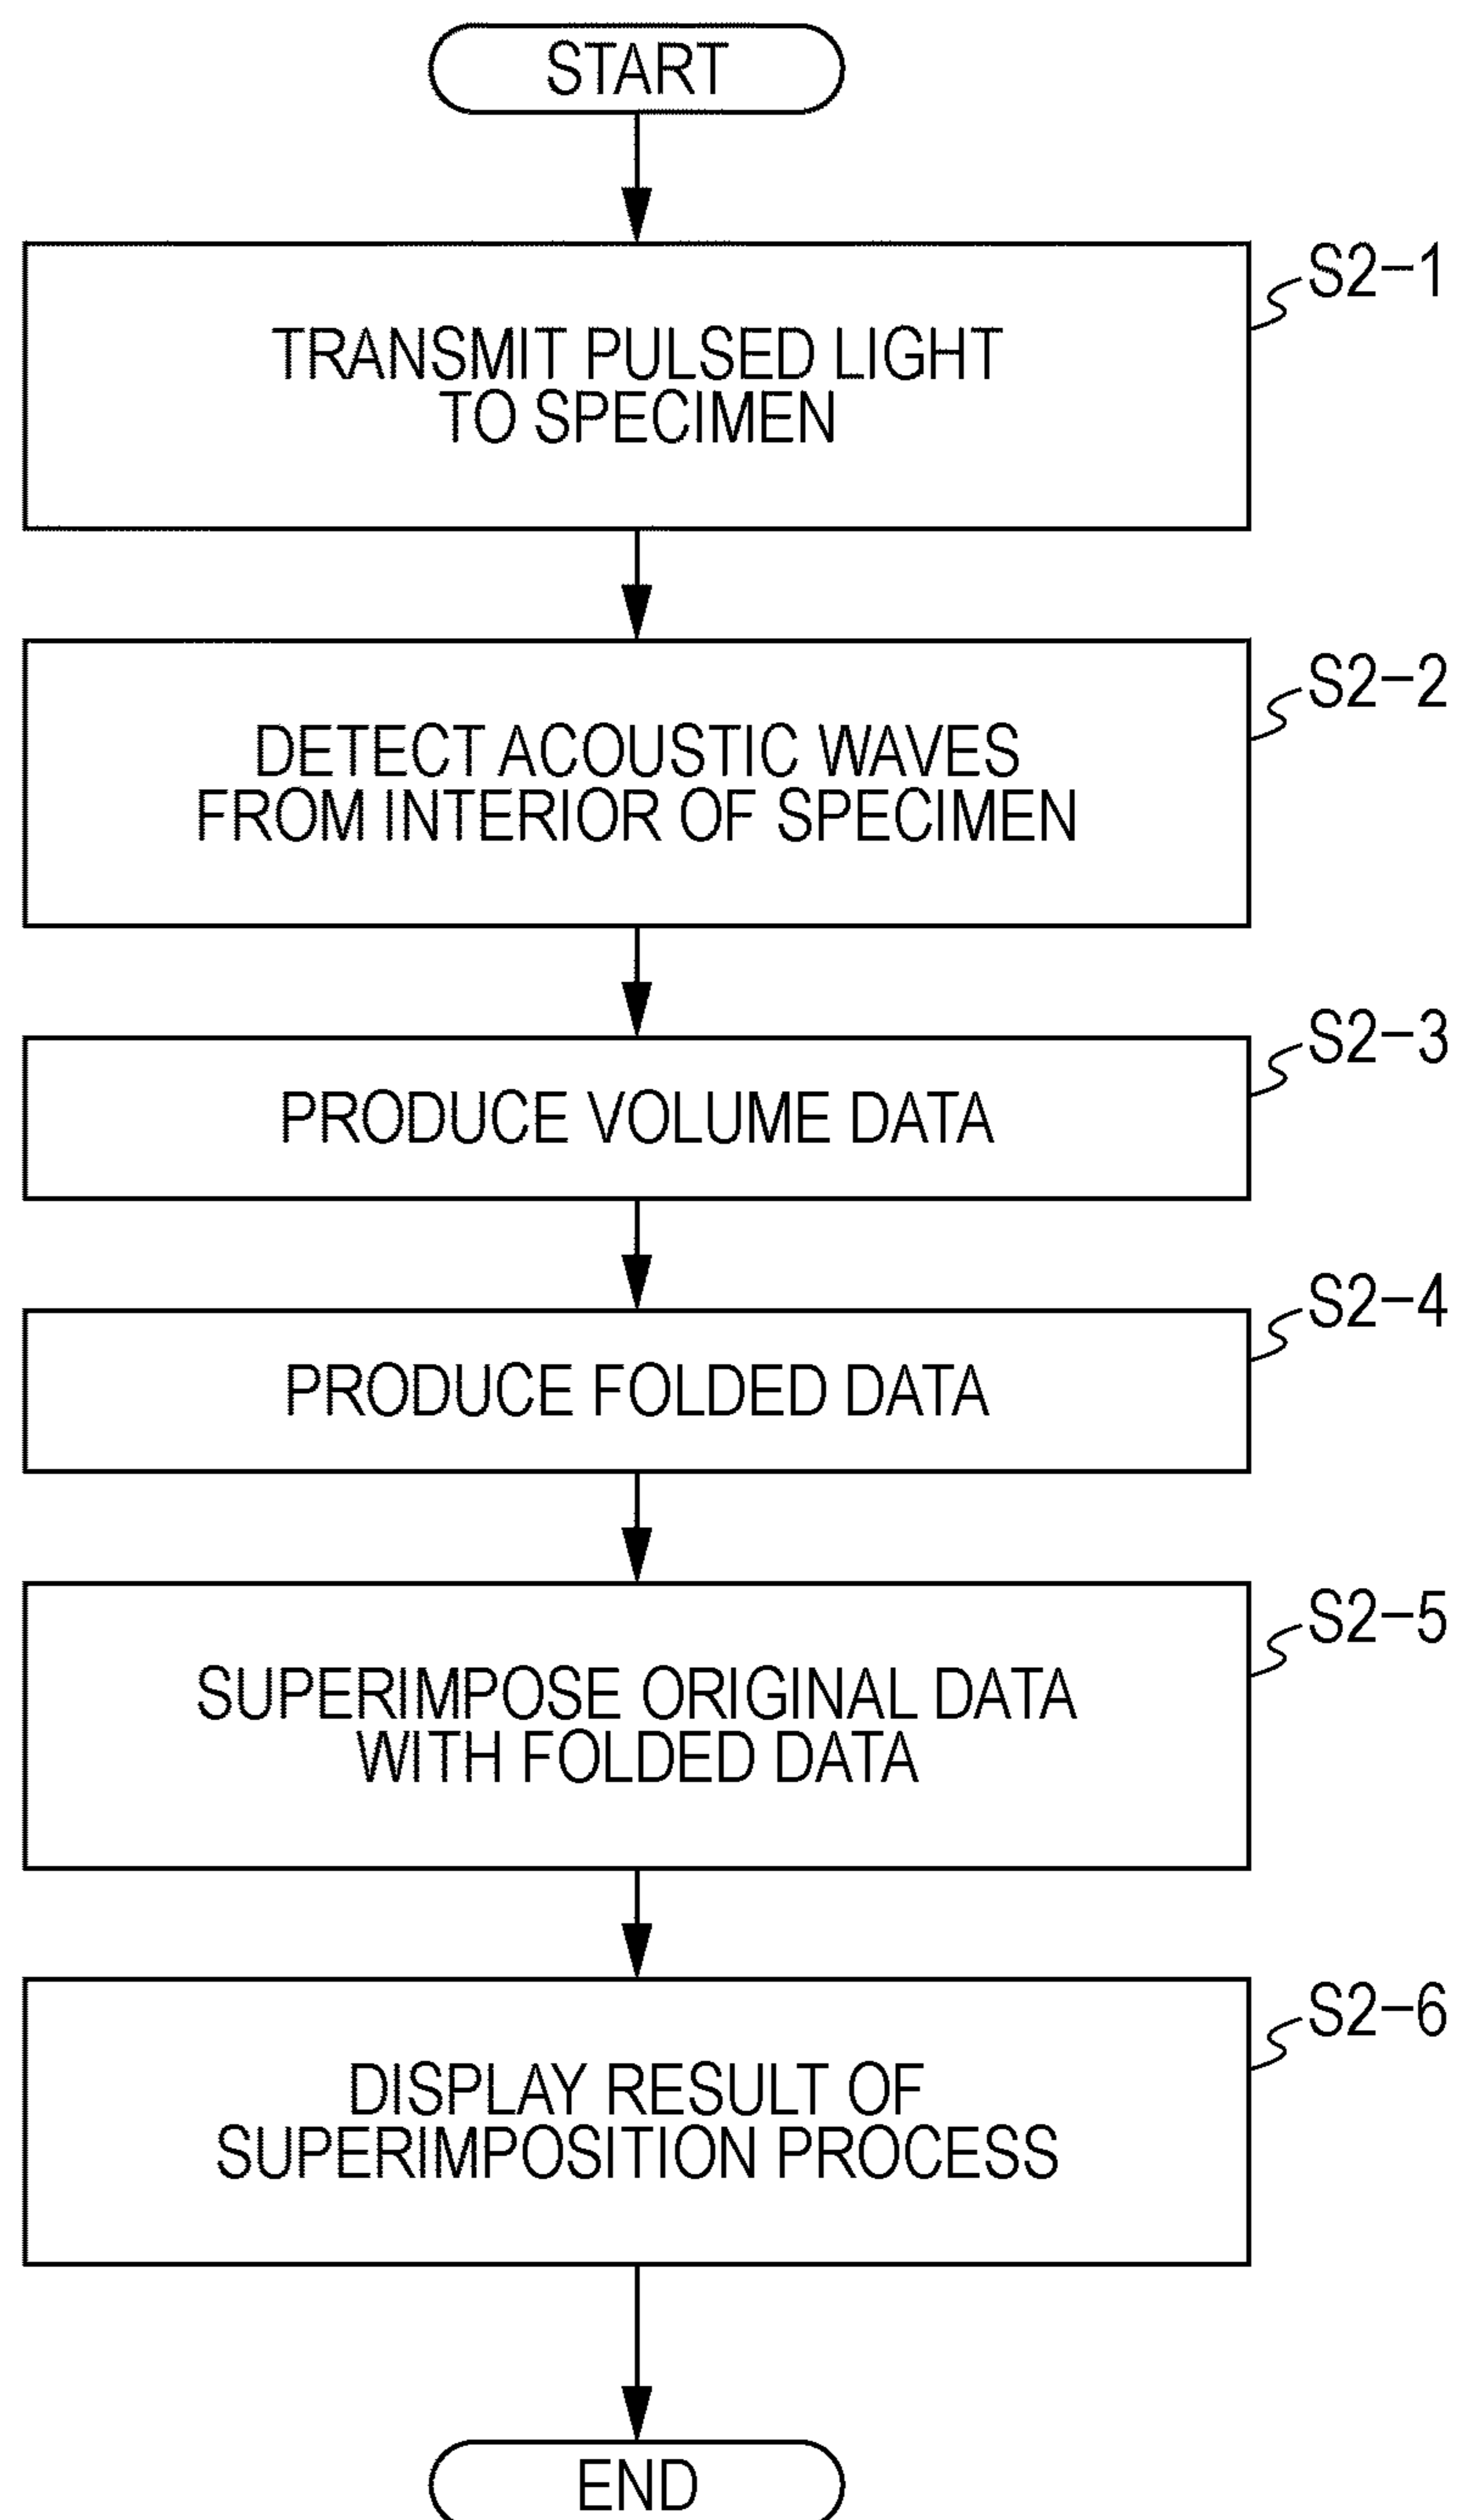 START
S2-1
TRANSMIT PULSED LIGHT
TO SPECIMEN
S2-2
DETECT ACOUSTIC WAVES
FROM INTERIOR OF SPECIMEN
S2-3
PRODUCE VOLUME DATA
S2-4
PRODUCE FOLDED DATA
S2-5
SUPERIMPOSE ORIGINAL DATA
WITH FOLDED DATA
S2-6
DISPLAY RESULT OF
SUPERIMPOSITION PROCESS
END